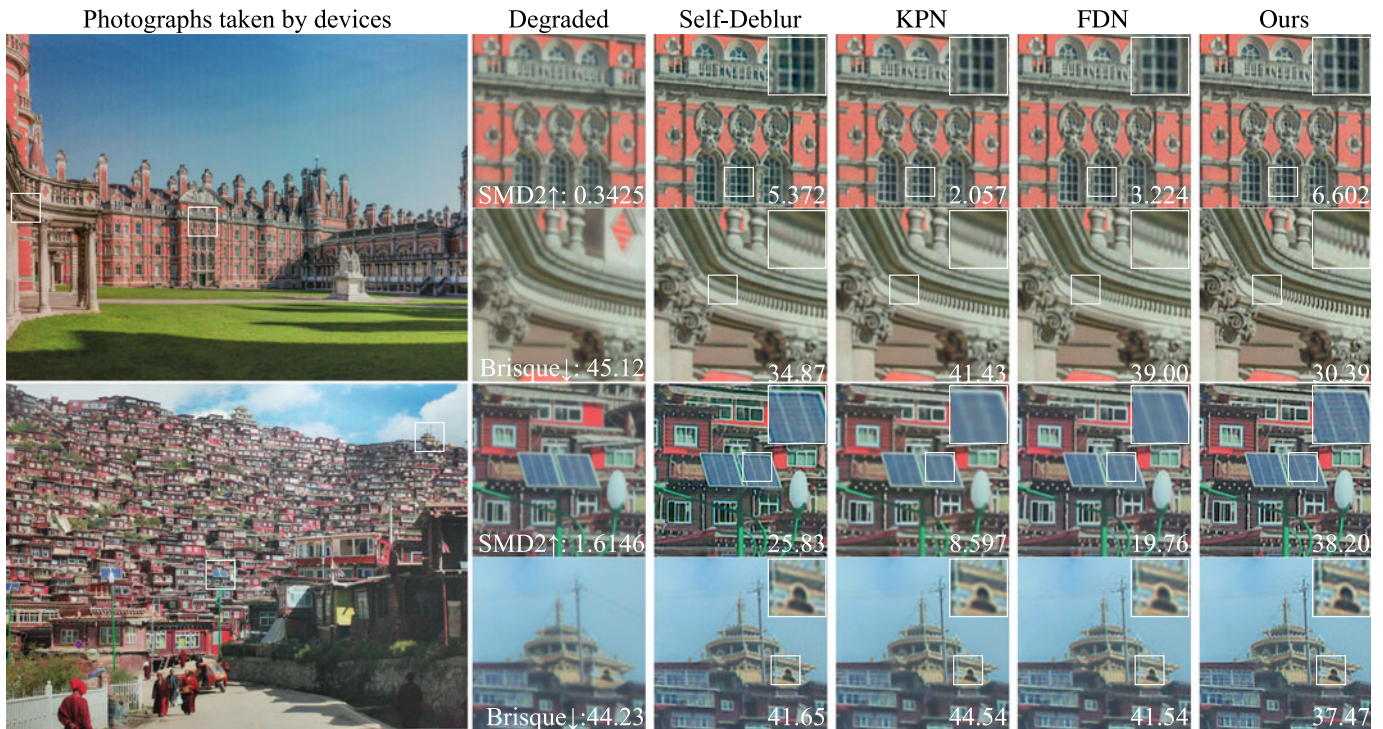 Photographs taken by devices Degraded Self-Deblur KPN FDN Ours
SMD2↑: 0.3425 5.372 2.057 3.224 6.602
Brisque↓: 45.12 34.87 41.43 39.00 30.39
SMD2↑: 1.6146 25.83 8.597 19.76 38.20
Brisque↓: 44.23 41.65 44.54 41.54 37.47